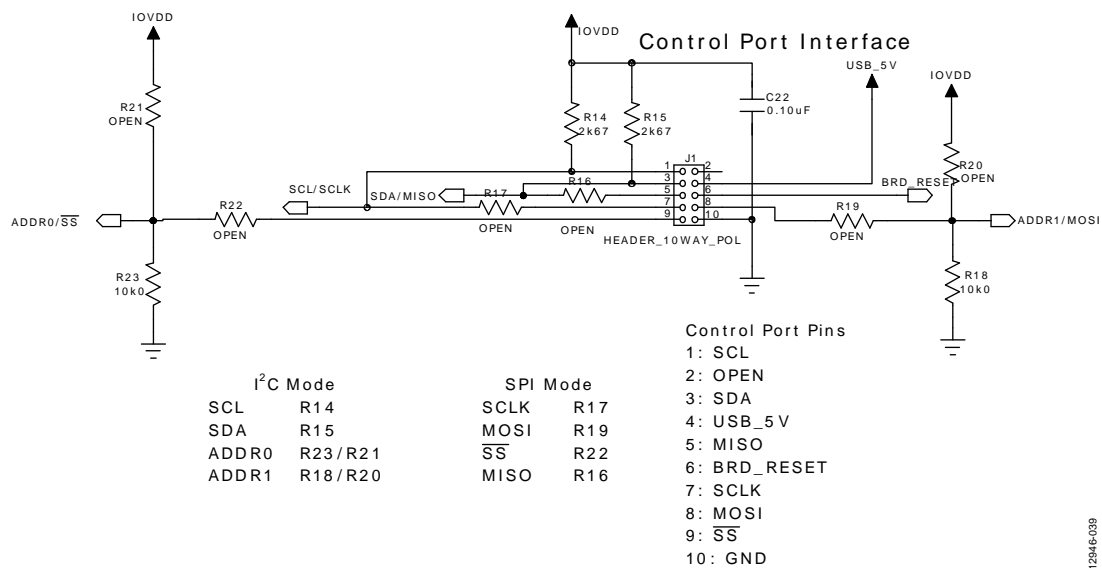 IOVDD
IOVDD
Control Port Interface
USB_5V
IOVDD
R21
OPEN
R14
2k67
R15
2k67
C22
0.10uF
J1
1 2
3 4
5 6
7 8
9 10
HEADER_10WAY_POL
SCL/SCLK
SDA/MISO
R17
OPEN
R16
OPEN
BRD_RESET
R20
OPEN
ADDR0/S̅S̅
R22
OPEN
R19
OPEN
ADDR1/MOSI
R23
10k0
R18
10k0
I²C Mode
SCL R14
SDA R15
ADDR0 R23/R21
ADDR1 R18/R20
SPI Mode
SCLK R17
MOSI R19
S̅S̅ R22
MISO R16
Control Port Pins
1: SCL
2: OPEN
3: SDA
4: USB_5V
5: MISO
6: BRD_RESET
7: SCLK
8: MOSI
9: S̅S̅
10: GND
12946-039